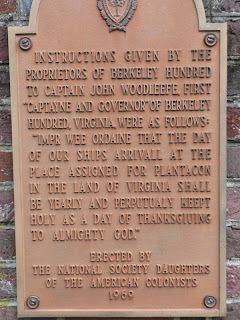 INSTRUCTIONS GIVEN BY THE
PROPRIETORS OF BERKELEY HUNDRED
TO CAPTAIN JOHN WOODLEEFE, FIRST
"CAPTAYNE AND GOVERNOR" OF BERKELEY
HUNDRED, VIRGINIA, WERE AS FOLLOWS:
"IMPR WEE ORDAINE THAT THE DAY
OF OUR SHIPS ARRIVALL AT THE
PLACE ASSIGNED FOR PLANTACON
IN THE LAND OF VIRGINIA SHALL
BE YEARLY AND PERPUTUALY KEEPT
HOLY AS A DAY OF THANKSGIUING
TO ALMIGHTY GOD."
ERECTED BY
THE NATIONAL SOCIETY DAUGHTERS
OF THE AMERICAN COLONISTS
1969